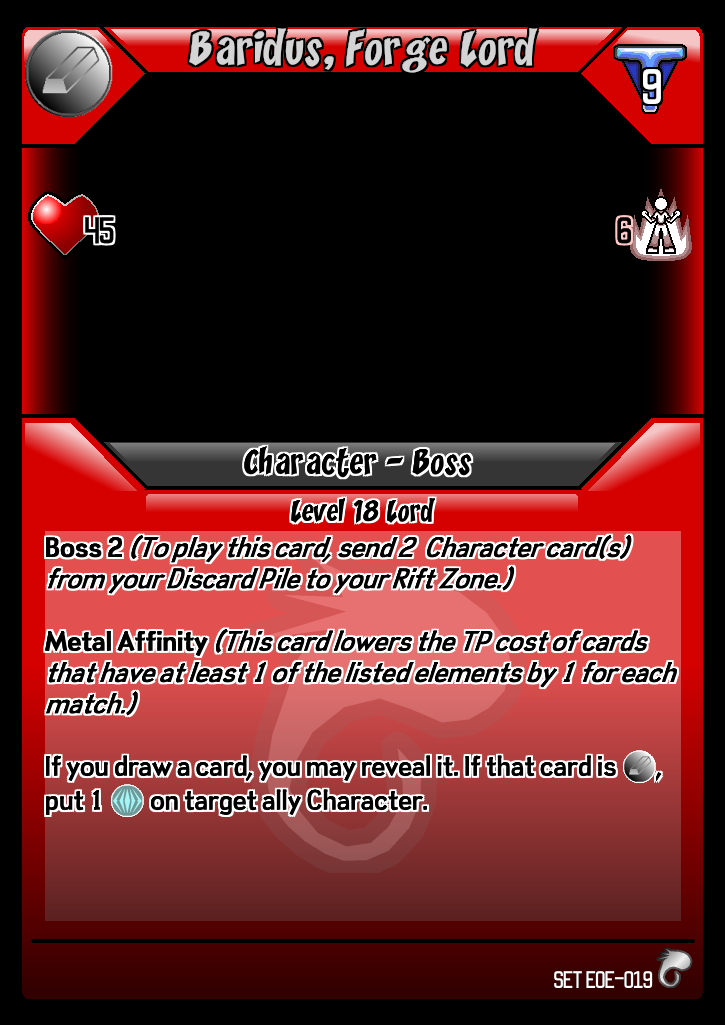 Baridus, Forge Lord
9
45
6
Character - Boss
Level 18 Lord
Boss 2 (To play this card, send 2 Character card(s)
from your Discard Pile to your Rift Zone.)
Metal Affinity (This card lowers the TP cost of cards
that have at least 1 of the listed elements by 1 for each
match.)
If you draw a card, you may reveal it. If that card is ,
put 1 on target ally Character.
SET EOE-019